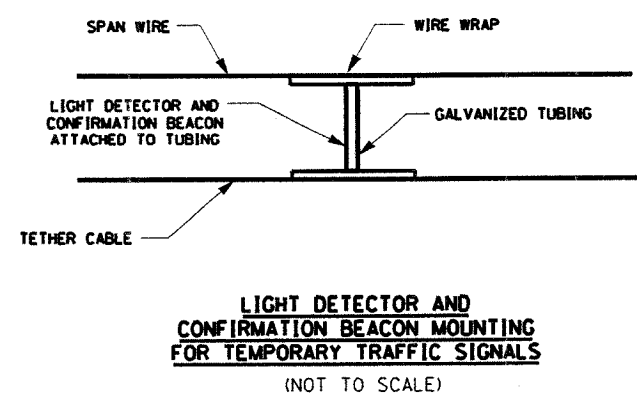 SPAN WIRE
WIRE WRAP
LIGHT DETECTOR AND
CONFIRMATION BEACON
ATTACHED TO TUBING
GALVANIZED TUBING
TETHER CABLE
LIGHT DETECTOR AND
CONFIRMATION BEACON MOUNTING
FOR TEMPORARY TRAFFIC SIGNALS
(NOT TO SCALE)